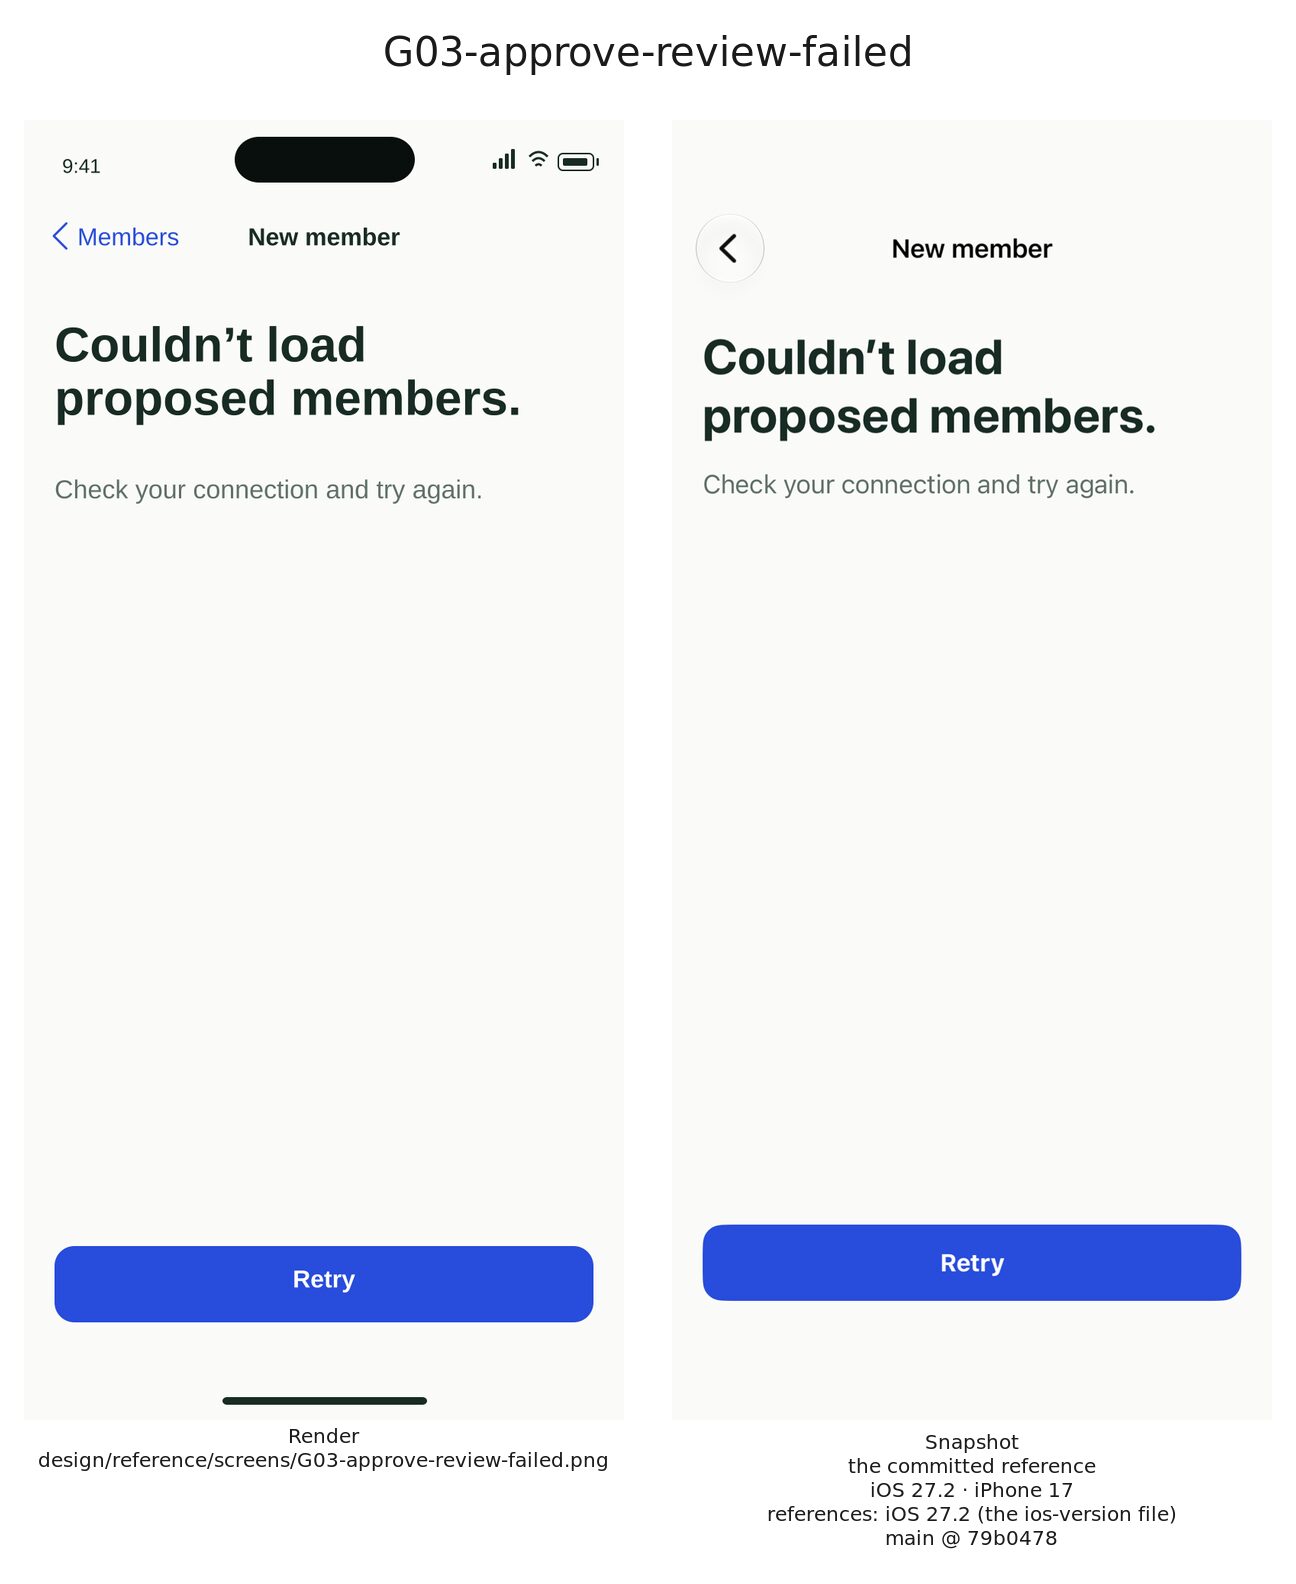 G03-approve-review-failed
9:41
Members
New member
Couldn’t load
proposed members.
Check your connection and try again.
Retry
Render
design/reference/screens/G03-approve-review-failed.png
New member
Couldn’t load
proposed members.
Check your connection and try again.
Retry
Snapshot
the committed reference
iOS 27.2 · iPhone 17
references: iOS 27.2 (the ios-version file)
main @ 79b0478